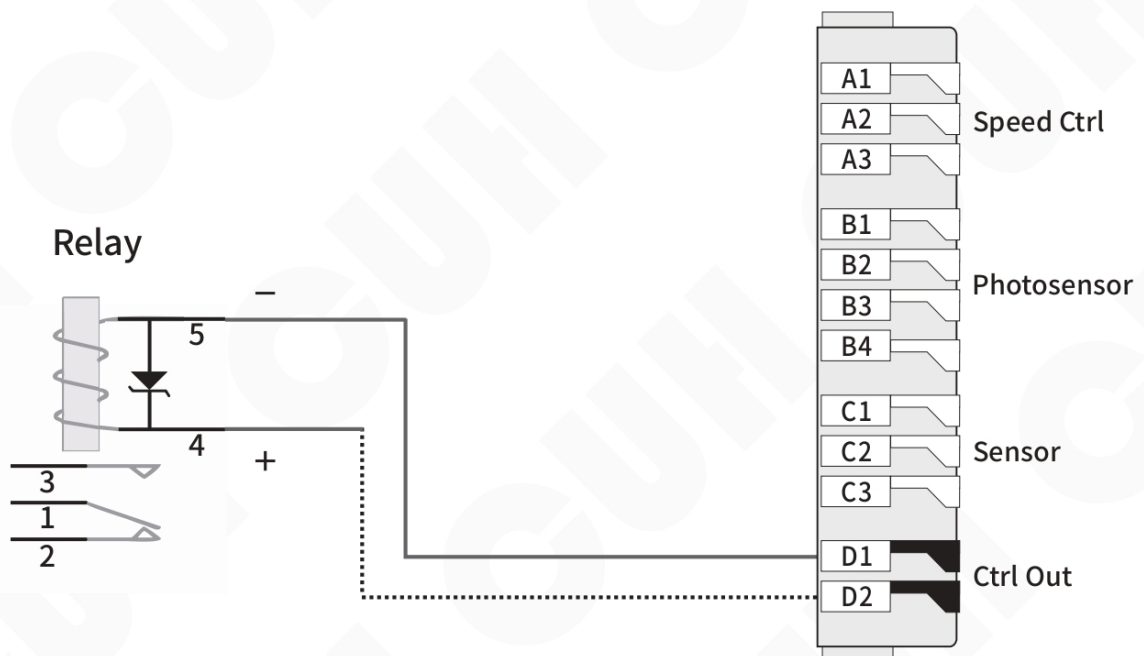 A1
A2
Speed Ctrl
A3
Relay
B1
B2
Photosensor
B3
B4
−
5
4
+
C1
C2
Sensor
C3
3
1
2
D1
Ctrl Out
D2
CUH